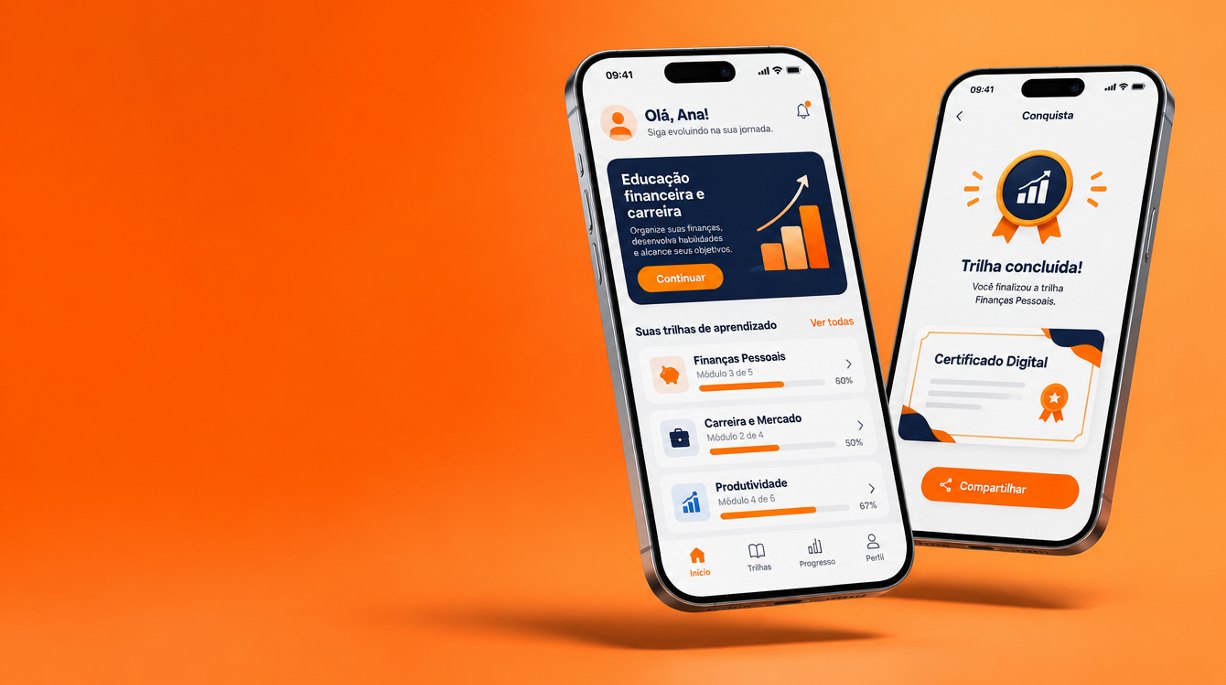 09:41
Olá, Ana!
Siga evoluindo na sua jornada.
Educação
financeira e
carreira
Organize suas finanças,
desenvolva habilidades
e alcance seus objetivos.
Continuar
Suas trilhas de aprendizado
Ver todas
Finanças Pessoais
Módulo 3 de 5
60%
Carreira e Mercado
Módulo 2 de 4
50%
Produtividade
Módulo 4 de 5
67%
Início
Trilhas
Progresso
Perfil
09:41
Conquista
Trilha concluída!
Você finalizou a trilha
Finanças Pessoais.
Certificado Digital
Compartilhar